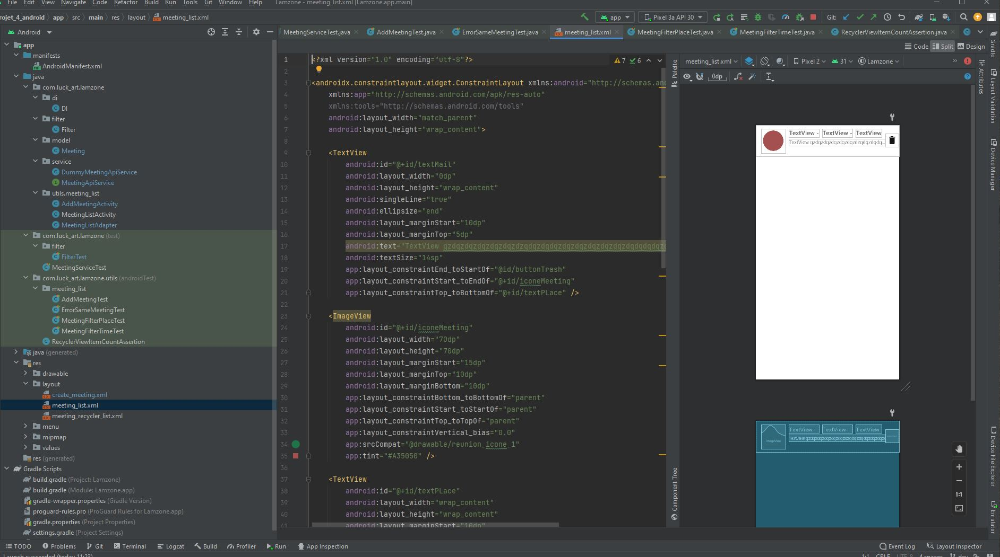 File Edit View Navigate Code Refactor Build Run Tools Git Window Help Lamzone - meeting_list.xml [Lamzone.app.main]
rojet_4_android app src main res layout meeting_list.xml
app Pixel 3a API 30 Git:
Android
MeetingServiceTest.java AddMeetingTest.java ErrorSameMeetingTest.java meeting_list.xml MeetingFilterPlaceTest.java MeetingFilterTimeTest.java RecyclerViewItemCountAssertion.java
Code Split Design
app
manifests
AndroidManifest.xml
java
com.luck_art.lamzone
di
DI
filter
Filter
model
Meeting
service
DummyMeetingApiService
MeetingApiService
utils.meeting_list
AddMeetingActivity
MeetingListActivity
MeetingListAdapter
com.luck_art.lamzone (test)
filter
FilterTest
MeetingServiceTest
com.luck_art.lamzone.utils (androidTest)
meeting_list
AddMeetingTest
ErrorSameMeetingTest
MeetingFilterPlaceTest
MeetingFilterTimeTest
RecyclerViewItemCountAssertion
java (generated)
res
drawable
layout
create_meeting.xml
meeting_list.xml
meeting_recycler_list.xml
menu
mipmap
values
res (generated)
Gradle Scripts
build.gradle (Project: Lamzone)
build.gradle (Module: Lamzone.app)
gradle-wrapper.properties (Gradle Version)
proguard-rules.pro (ProGuard Rules for Lamzone.app)
gradle.properties (Project Properties)
settings.gradle (Project Settings)
7 6
1 <?xml version="1.0" encoding="utf-8"?>
2
3 <androidx.constraintlayout.widget.ConstraintLayout xmlns:android="http://schemas.and
4 xmlns:app="http://schemas.android.com/apk/res-auto"
5 xmlns:tools="http://schemas.android.com/tools"
6 android:layout_width="match_parent"
7 android:layout_height="wrap_content">
8
9 <TextView
10 android:id="@+id/textMail"
11 android:layout_width="0dp"
12 android:layout_height="wrap_content"
13 android:singleLine="true"
14 android:ellipsize="end"
15 android:layout_marginStart="10dp"
16 android:layout_marginTop="5dp"
17 android:text="TextView
18 android:textSize="14sp"
19 app:layout_constraintEnd_toStartOf="@id/buttonTrash"
20 app:layout_constraintStart_toEndOf="@+id/iconeMeeting"
21 app:layout_constraintTop_toBottomOf="@+id/textPLace" />
22
23 <ImageView
24 android:id="@+id/iconeMeeting"
25 android:layout_width="70dp"
26 android:layout_height="70dp"
27 android:layout_marginStart="15dp"
28 android:layout_marginTop="10dp"
29 android:layout_marginBottom="10dp"
30 app:layout_constraintBottom_toBottomOf="parent"
31 app:layout_constraintStart_toStartOf="parent"
32 app:layout_constraintTop_toTopOf="parent"
33 app:layout_constraintVertical_bias="0.0"
34 app:srcCompat="@drawable/reunion_icone_1"
35 app:tint="#A35050" />
36
37 <TextView
38 android:id="@+id/textPLace"
39 android:layout_width="wrap_content"
40 android:layout_height="wrap_content"
41 android:layout_marginStart="10dp"
Palette
Component Tree
meeting_list.xml Pixel 2 31 Lamzone
0dp
TextView - TextView - TextView
TextView
TextView - TextView - TextView
ImageView
TextView
1:1
Attributes
Gradle
Layout Validation
Device Manager
Device File Explorer
Emulator
TODO Problems Git Terminal Logcat Build Profiler Run App Inspection Event Log Layout Inspector
Launch succeeded (today 11:23) 1:1 CRLF UTF-8 4 spaces dev